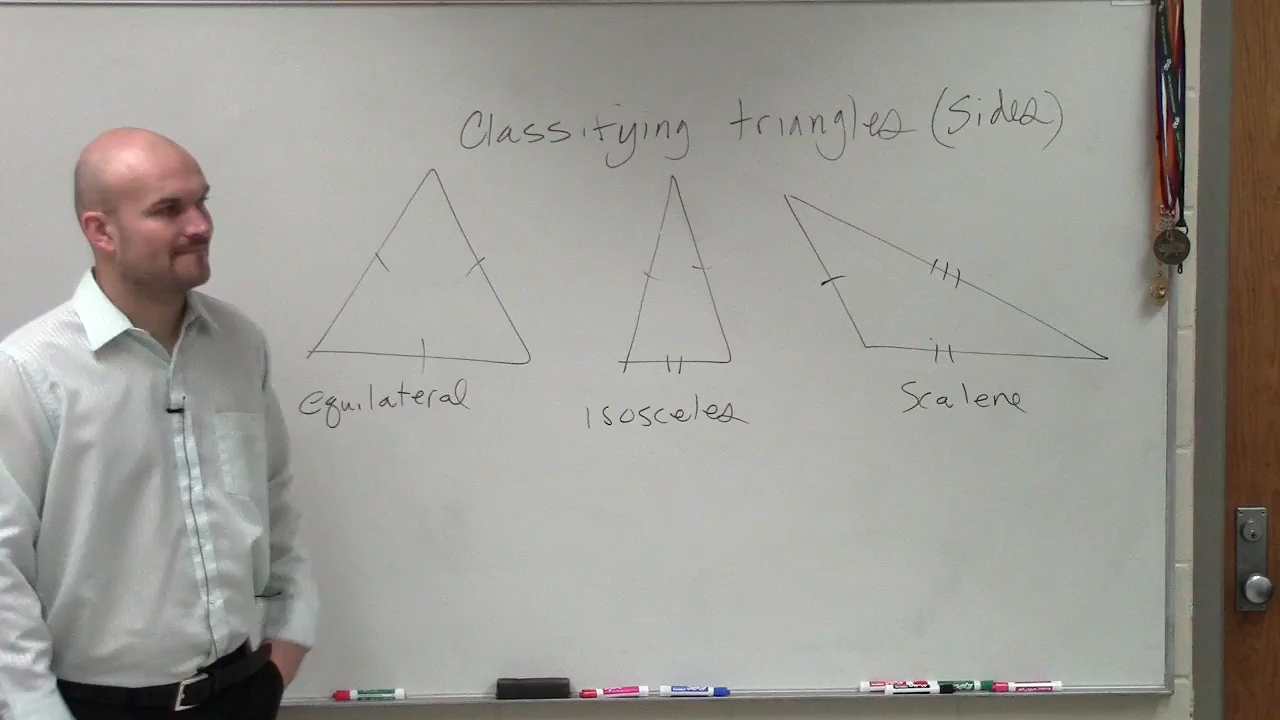 Classifying triangles (Sides)
equilateral
isosceles
Scalene